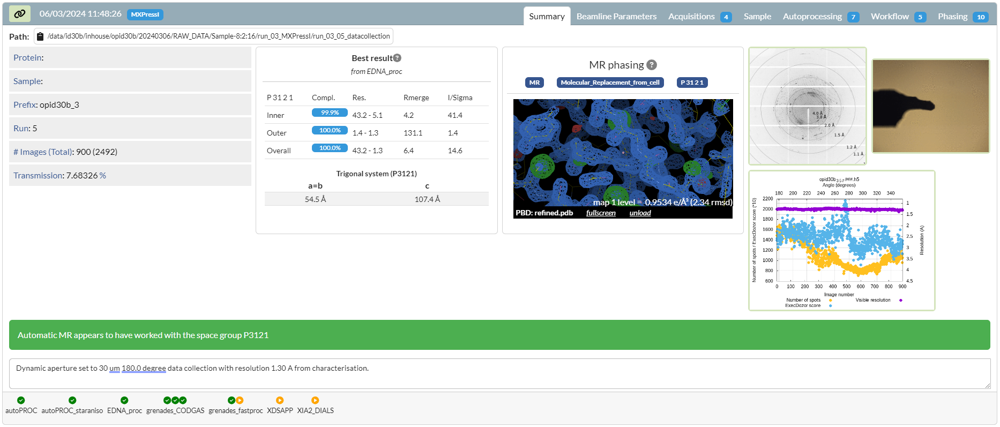 06/03/2024 11:48:26 MXPressI
Summary Beamline Parameters Acquisitions 4 Sample Autoprocessing 7 Workflow 5 Phasing 10
Path: /data/id30b/inhouse/opid30b/20240306/RAW_DATA/Sample-8:2:16/run_03_MXPressI/run_03_05_datacollection
Protein:
Sample:
Prefix: opid30b_3
Run: 5
# Images (Total): 900 (2492)
Transmission: 7.68326 %
Best result ?
from EDNA_proc
P 31 2 1 Compl. Res. Rmerge I/Sigma
Inner 99.9% 43.2 - 5.1 4.2 41.4
Outer 100.0% 1.4 - 1.3 131.1 1.4
Overall 100.0% 43.2 - 1.3 6.4 14.6
Trigonal system (P3121)
a=b c
54.5 Å 107.4 Å
MR phasing ?
MR Molecular_Replacement_from_cell P 31 2 1
map 1 level = 0.9534 e/Å³ (2.34 rmsd)
PBD: refined.pdb fullscreen unload
4.0 Å
3.0 Å
2.0 Å
1.5 Å
1.2 Å
1.1 Å
Angle (degrees)
180 200 220 240 260 280 300 320 340
2200
2000
1800
1600
1400
1200
1000
800
600
Number of spots / ExecDozor score (*10)
1
1.5
2
2.5
3
3.5
4
4.5
Resolution (A)
0 100 200 300 400 500 600 700 800 900
Image number
Number of spots Visible resolution
ExecDozor score
Automatic MR appears to have worked with the space group P3121
Dynamic aperture set to 30 um 180.0 degree data collection with resolution 1.30 A from characterisation.
autoPROC autoPROC_staraniso EDNA_proc grenades_CODGAS grenades_fastproc XDSAPP XIA2_DIALS